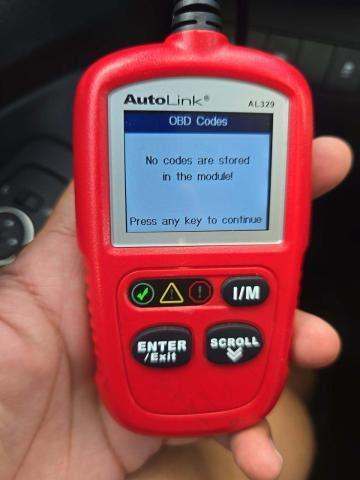 AutoLink®
AL329
OBD Codes
No codes are stored
in the module!
Press any key to continue
I/M
ENTER
/Exit
SCROLL